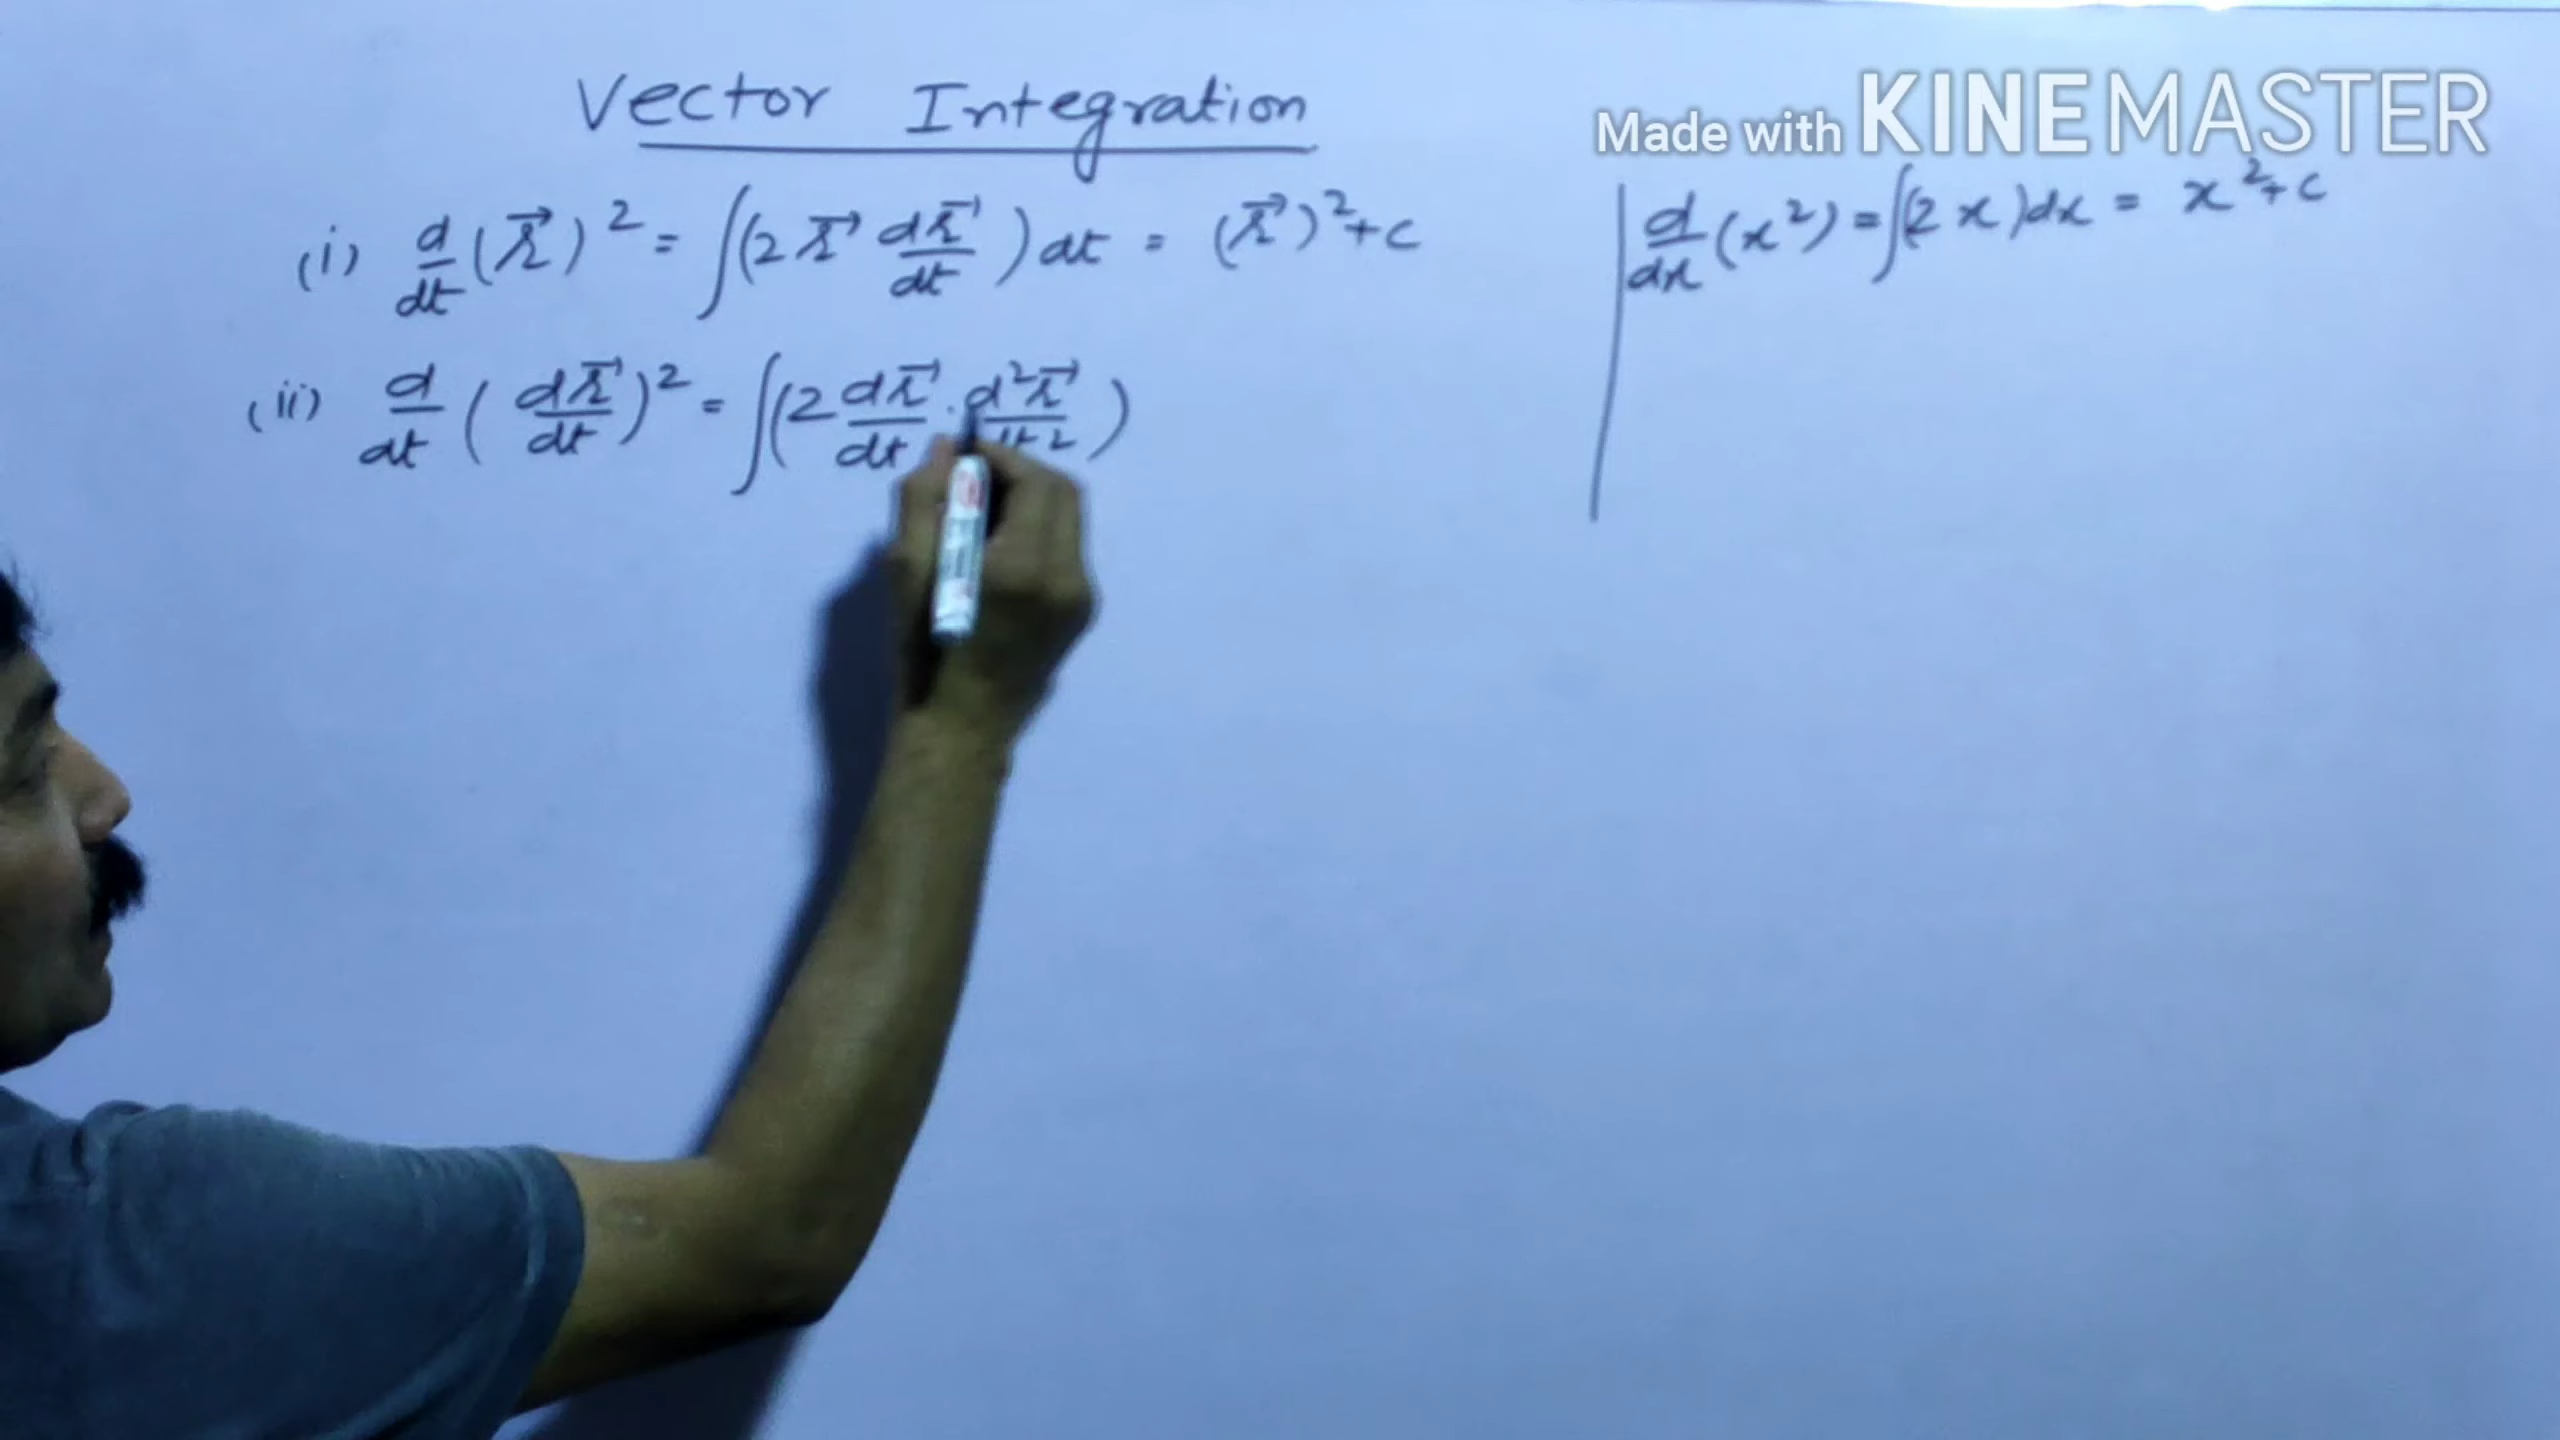 Vector Integration
Made with KINEMASTER
(i) d/dt (r⃗)² = ∫(2 r⃗ dr⃗/dt) dt = (r⃗)² + c
d/dx (x²) = ∫(2x)dx = x² + c
(ii) d/dt (dr⃗/dt)² = ∫(2 dr⃗/dt · d²r⃗/dt²)